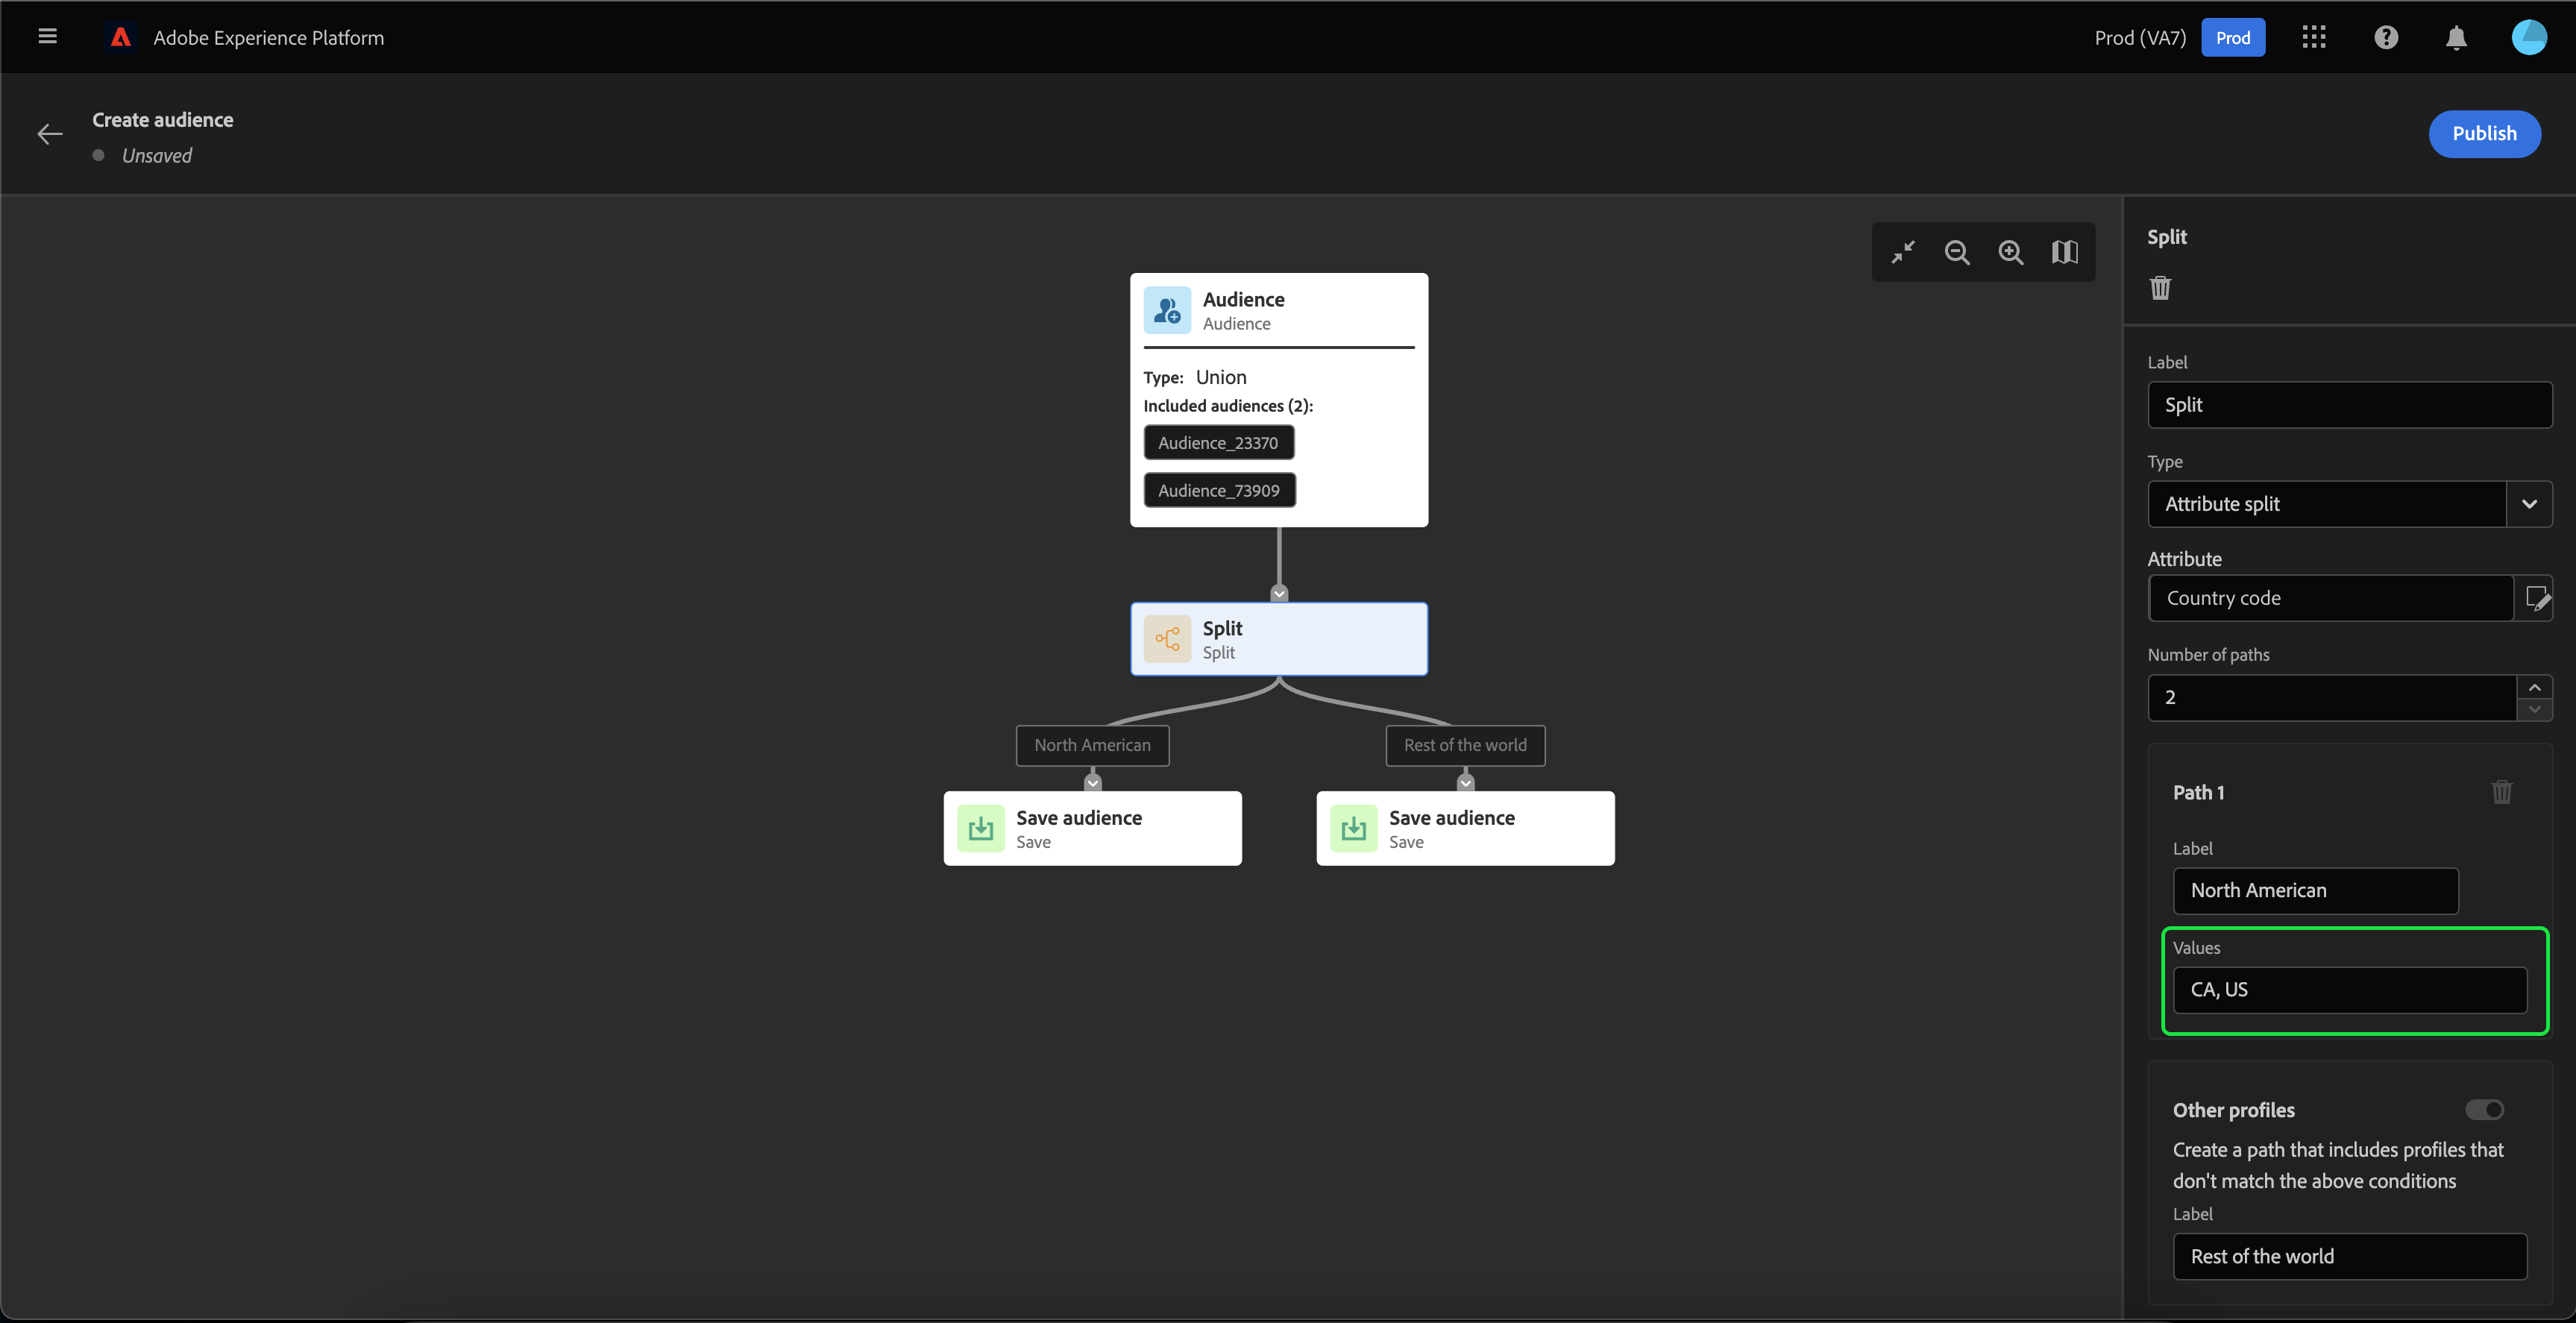 Adobe Experience Platform
Prod (VA7)
Prod
Create audience
Unsaved
Publish
Audience
Audience
Type: Union
Included audiences (2):
Audience_23370
Audience_73909
Split
Split
North American
Rest of the world
Save audience
Save
Save audience
Save
Split
Label
Split
Type
Attribute split
Attribute
Country code
Number of paths
2
Path 1
Label
North American
Values
CA, US
Other profiles
Create a path that includes profiles that
don't match the above conditions
Label
Rest of the world